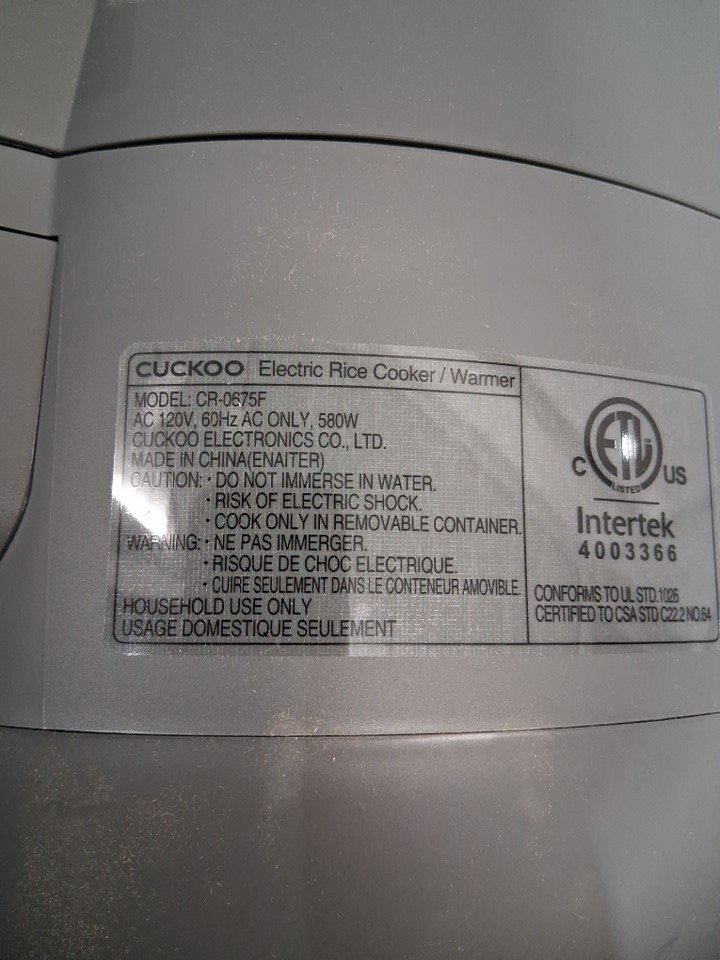 CUCKOO Electric Rice Cooker / Warmer
MODEL: CR-0675F
AC 120V, 60Hz AC ONLY, 580W
CUCKOO ELECTRONICS CO., LTD.
MADE IN CHINA(ENAITER)
CAUTION: · DO NOT IMMERSE IN WATER.
· RISK OF ELECTRIC SHOCK.
· COOK ONLY IN REMOVABLE CONTAINER.
WARNING: · NE PAS IMMERGER.
· RISQUE DE CHOC ELECTRIQUE.
· CUIRE SEULEMENT DANS LE CONTENEUR AMOVIBLE.
HOUSEHOLD USE ONLY
USAGE DOMESTIQUE SEULEMENT
ETL
C US
LISTED
Intertek
4003366
CONFORMS TO UL STD.1026
CERTIFIED TO CSA STD C22.2 NO.64